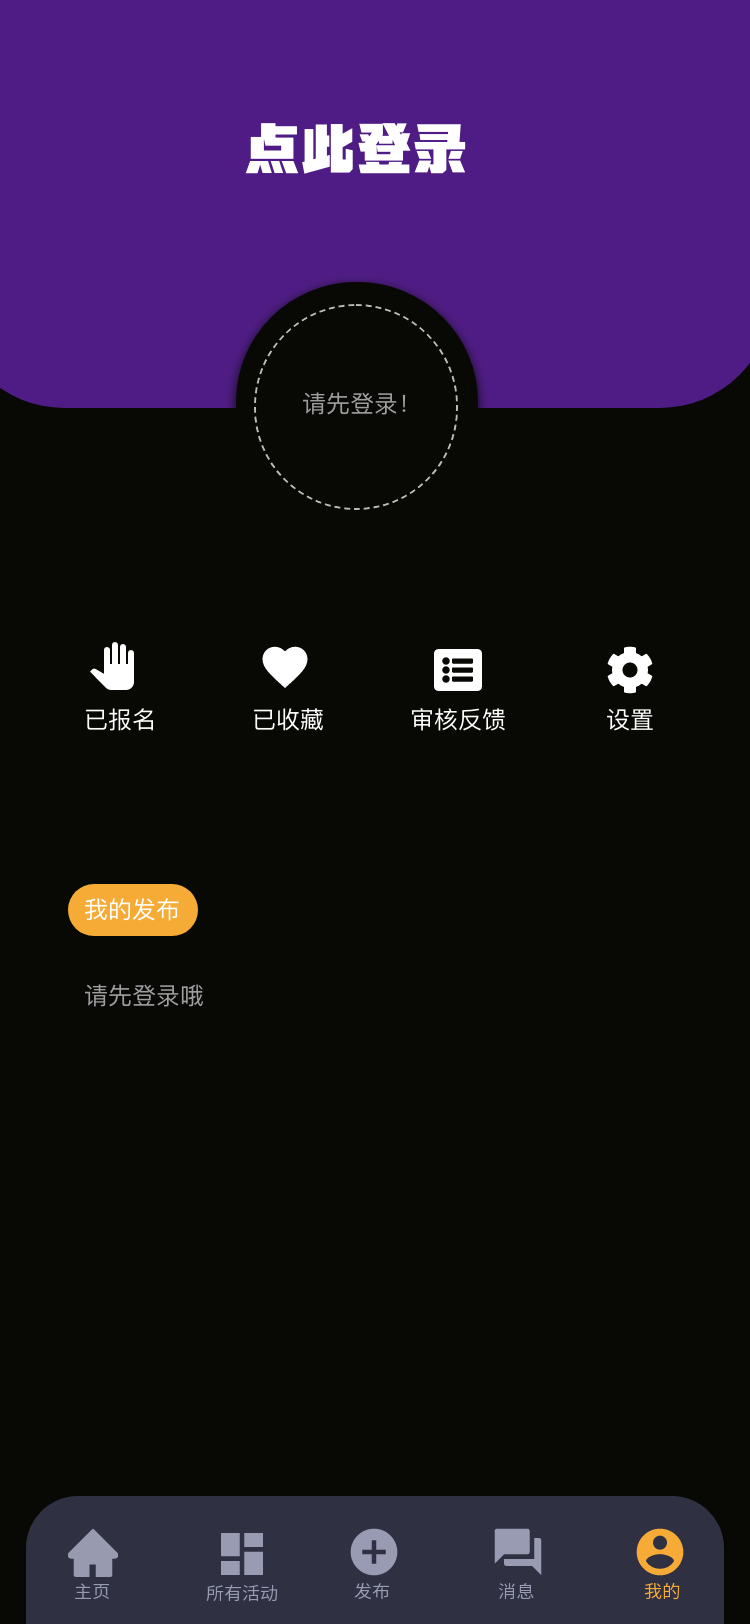 点此登录
请先登录！
已报名
已收藏
审核反馈
设置
我的发布
请先登录哦
主页
所有活动
发布
消息
我的